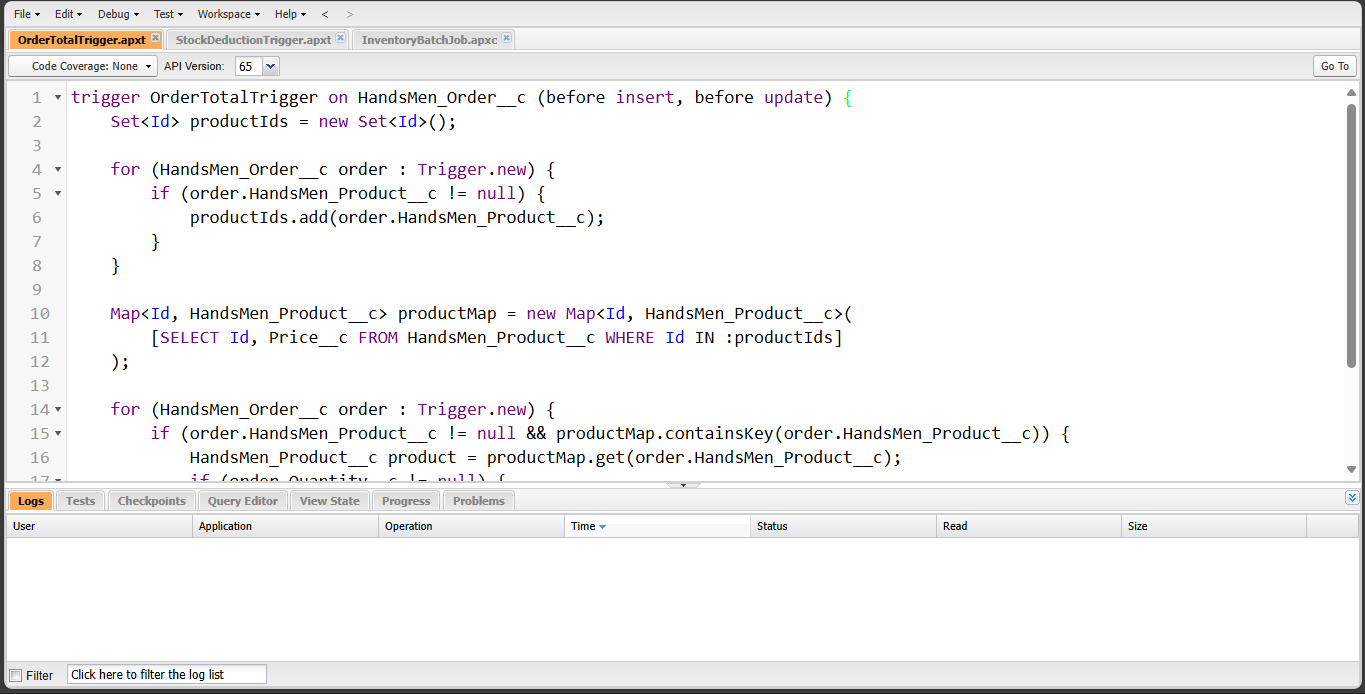 File Edit Debug Test Workspace Help < >
OrderTotalTrigger.apxt StockDeductionTrigger.apxt InventoryBatchJob.apxc
Code Coverage: None API Version: 65 Go To
1 trigger OrderTotalTrigger on HandsMen_Order__c (before insert, before update) {
2 Set<Id> productIds = new Set<Id>();
3
4 for (HandsMen_Order__c order : Trigger.new) {
5 if (order.HandsMen_Product__c != null) {
6 productIds.add(order.HandsMen_Product__c);
7 }
8 }
9
10 Map<Id, HandsMen_Product__c> productMap = new Map<Id, HandsMen_Product__c>(
11 [SELECT Id, Price__c FROM HandsMen_Product__c WHERE Id IN :productIds]
12 );
13
14 for (HandsMen_Order__c order : Trigger.new) {
15 if (order.HandsMen_Product__c != null && productMap.containsKey(order.HandsMen_Product__c)) {
16 HandsMen_Product__c product = productMap.get(order.HandsMen_Product__c);
17 if (order.Quantity__c != null) {
Logs Tests Checkpoints Query Editor View State Progress Problems
User Application Operation Time Status Read Size
Filter Click here to filter the log list